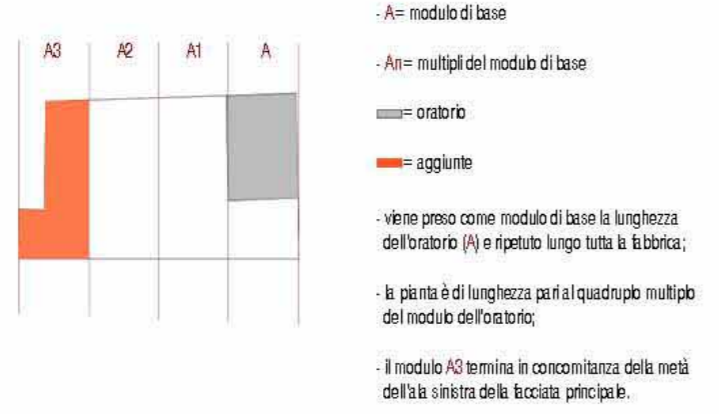 A3 A2 A1 A
- A= modulo di base
- An= multipli del modulo di base
= oratorio
= aggiunte
- viene preso come modulo di base la lunghezza
dell'oratorio (A) e ripetuto lungo tutta la fabbrica;
- la pianta è di lunghezza pari al quadruplo multiplo
del modulo dell'oratorio;
- il modulo A3 termina in concomitanza della metà
dell'ala sinistra della facciata principale.